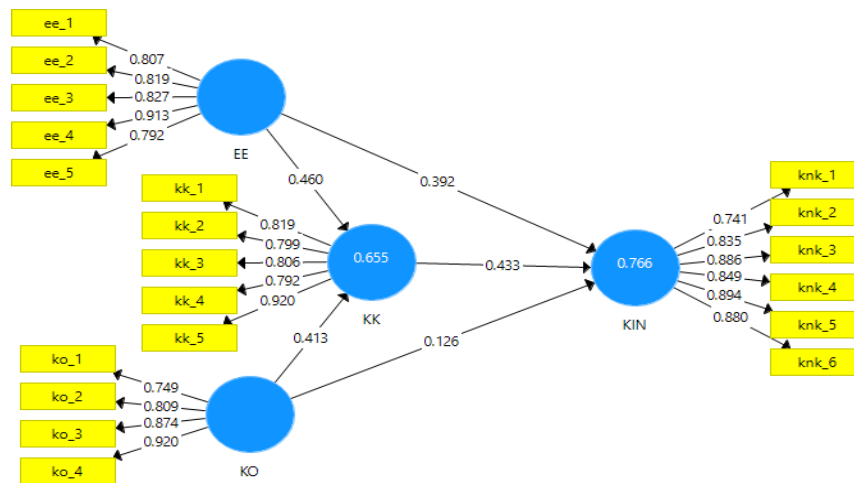 ee_1
ee_2
ee_3
ee_4
ee_5
0.807
0.819
0.827
0.913
0.792
EE
0.460
0.392
kk_1
kk_2
kk_3
kk_4
kk_5
0.819
0.799
0.806
0.792
0.920
0.655
KK
0.433
0.413
0.126
ko_1
ko_2
ko_3
ko_4
0.749
0.809
0.874
0.920
KO
0.766
KIN
0.741
0.835
0.886
0.849
0.894
0.880
knk_1
knk_2
knk_3
knk_4
knk_5
knk_6